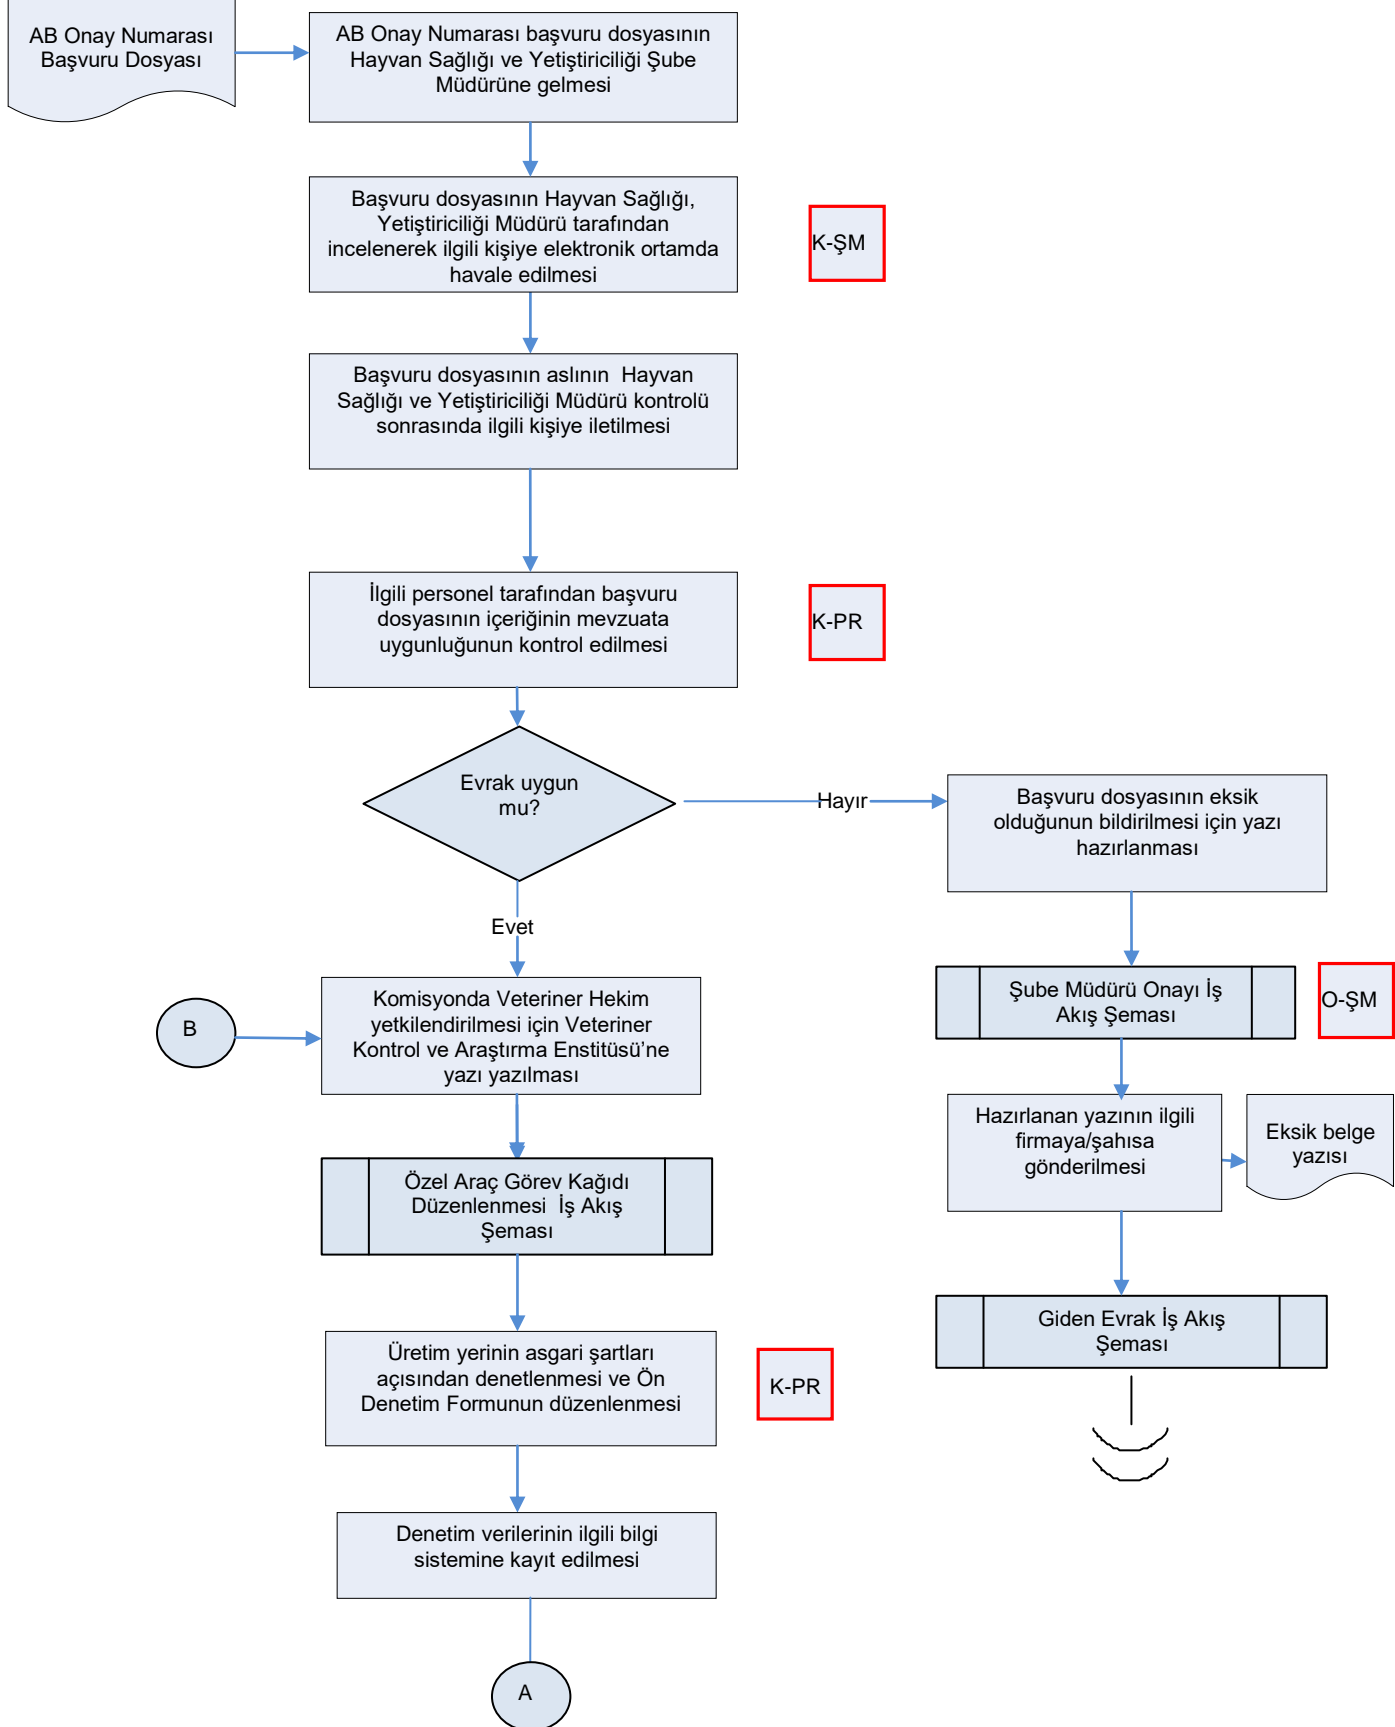 AB Onay Numarası
Başvuru Dosyası
AB Onay Numarası başvuru dosyasının
Hayvan Sağlığı ve Yetiştiriciliği Şube
Müdürüne gelmesi
Başvuru dosyasının Hayvan Sağlığı,
Yetiştiriciliği Müdürü tarafından
incelenerek ilgili kişiye elektronik ortamda
havale edilmesi
K-ŞM
Başvuru dosyasının aslının  Hayvan
Sağlığı ve Yetiştiriciliği Müdürü kontrolü
sonrasında ilgili kişiye iletilmesi
İlgili personel tarafından başvuru
dosyasının içeriğinin mevzuata
uygunluğunun kontrol edilmesi
K-PR
Evrak uygun
mu?
Hayır
Başvuru dosyasının eksik
olduğunun bildirilmesi için yazı
hazırlanması
Evet
Şube Müdürü Onayı İş
Akış Şeması
O-ŞM
B
Komisyonda Veteriner Hekim
yetkilendirilmesi için Veteriner
Kontrol ve Araştırma Enstitüsü’ne
yazı yazılması
Hazırlanan yazının ilgili
firmaya/şahısa
gönderilmesi
Eksik belge
yazısı
Özel Araç Görev Kağıdı
Düzenlenmesi  İş Akış
Şeması
Giden Evrak İş Akış
Şeması
Üretim yerinin asgari şartları
açısından denetlenmesi ve Ön
Denetim Formunun düzenlenmesi
K-PR
Denetim verilerinin ilgili bilgi
sistemine kayıt edilmesi
A